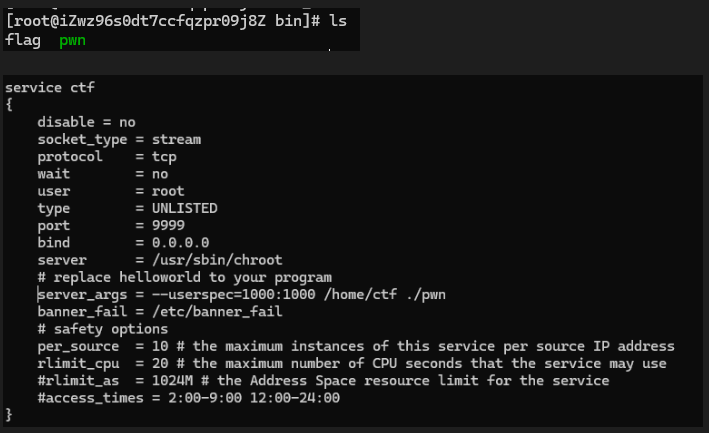 [root@iZwz96s0dt7ccfqzpr09j8Z bin]# ls
flag  pwn
service ctf
{
    disable = no
    socket_type = stream
    protocol    = tcp
    wait        = no
    user        = root
    type        = UNLISTED
    port        = 9999
    bind        = 0.0.0.0
    server      = /usr/sbin/chroot
    # replace helloworld to your program
    server_args = --userspec=1000:1000 /home/ctf ./pwn
    banner_fail = /etc/banner_fail
    # safety options
    per_source  = 10 # the maximum instances of this service per source IP address
    rlimit_cpu  = 20 # the maximum number of CPU seconds that the service may use
    #rlimit_as  = 1024M # the Address Space resource limit for the service
    #access_times = 2:00-9:00 12:00-24:00
}